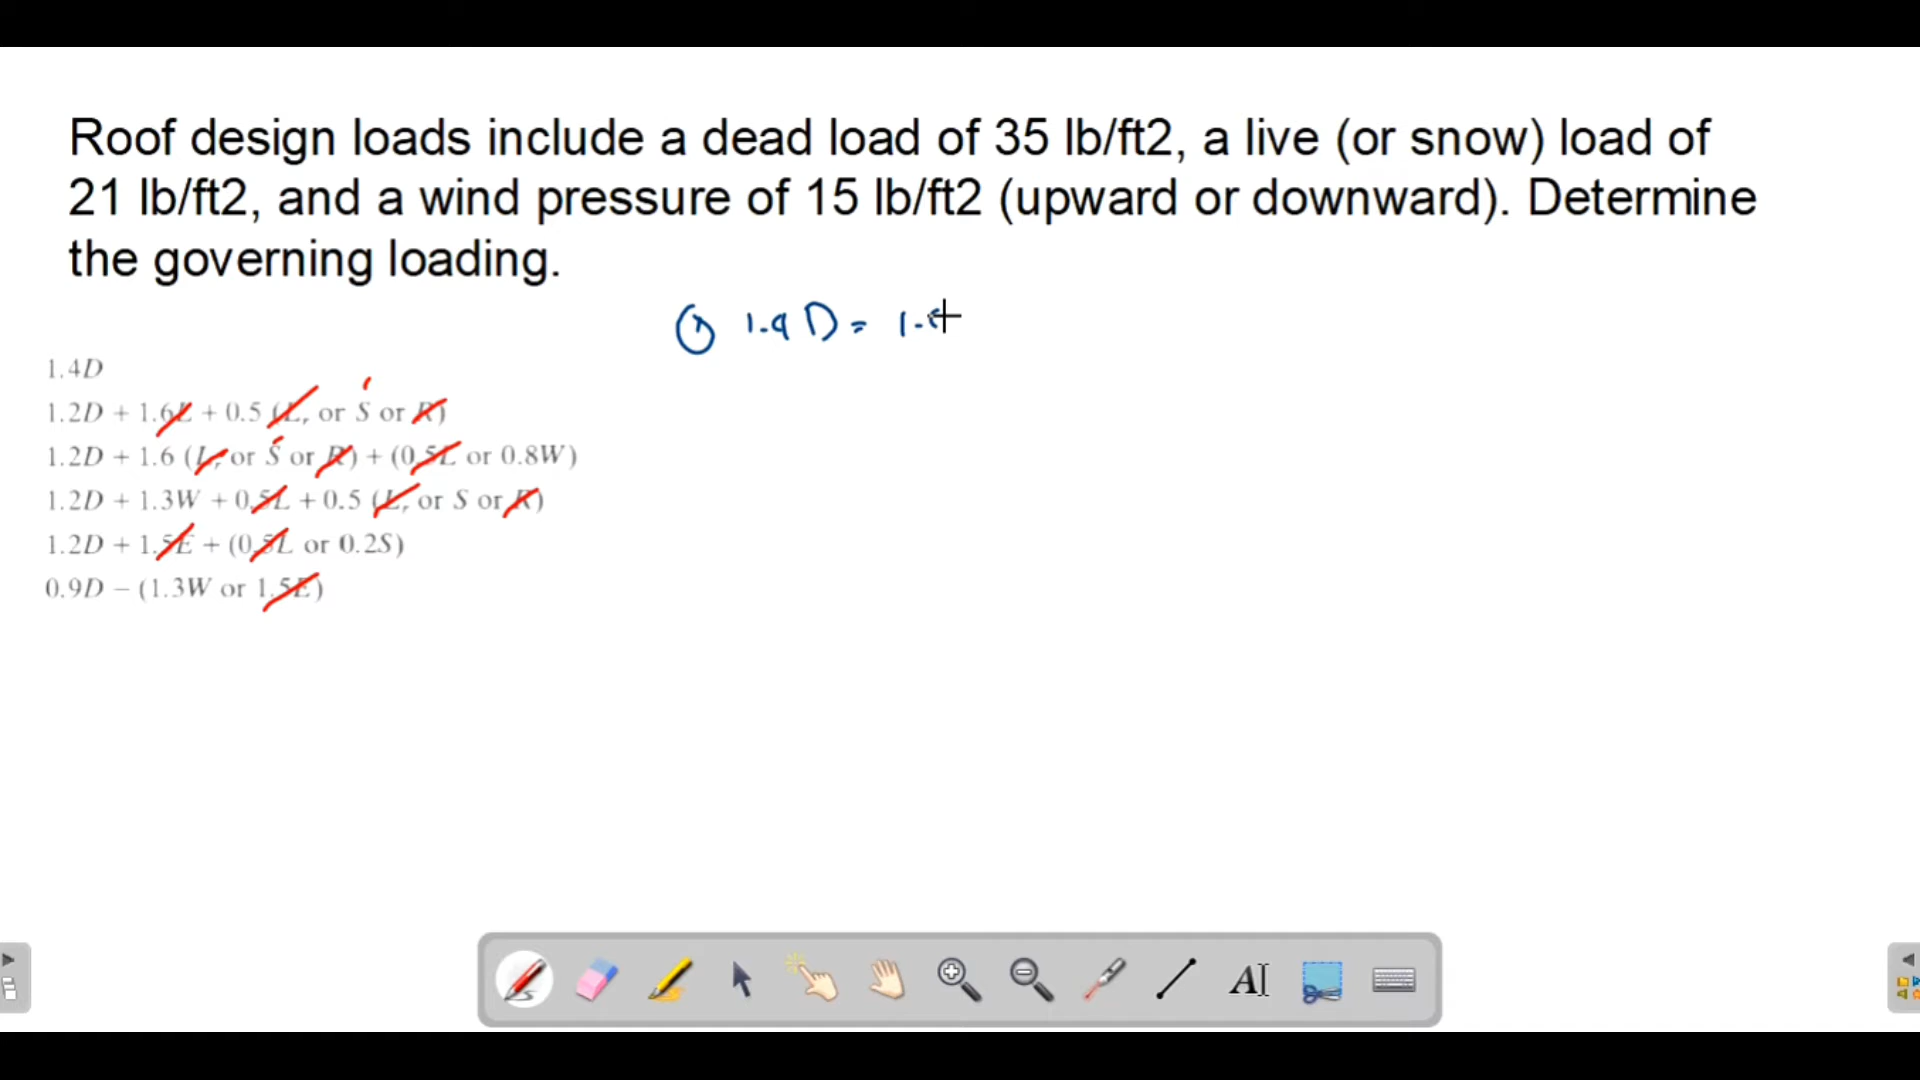 Roof design loads include a dead load of 35 lb/ft2, a live (or snow) load of
21 lb/ft2, and a wind pressure of 15 lb/ft2 (upward or downward). Determine
the governing loading.
① 1.4 D = 1.4
1.4D
1.2D + 1.6L + 0.5 (Lr or S or R)
1.2D + 1.6 (Lr or S or R) + (0.5L or 0.8W)
1.2D + 1.3W + 0.5L + 0.5 (Lr or S or R)
1.2D + 1.5E + (0.5L or 0.2S)
0.9D − (1.3W or 1.5E)
AI